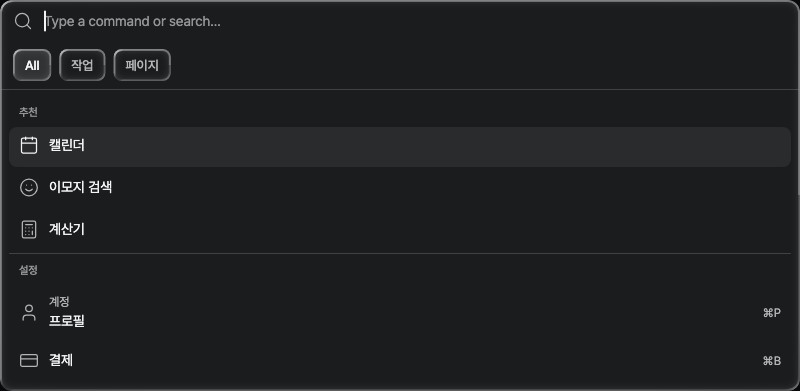 Type a command or search...
All 작업 페이지
추천
캘린더
이모지 검색
계산기
설정
계정
프로필 ⌘P
결제 ⌘B